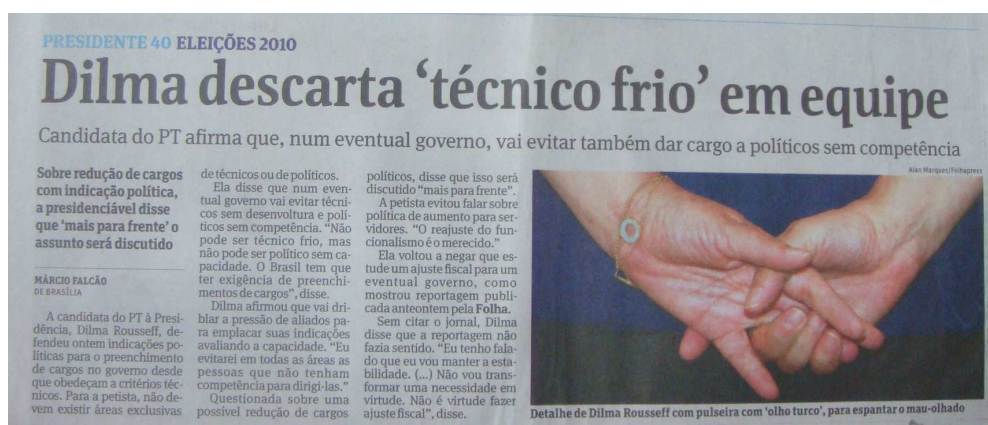 PRESIDENTE 40 ELEIÇÕES 2010
Dilma descarta ‘técnico frio’ em equipe
Candidata do PT afirma que, num eventual governo, vai evitar também dar cargo a políticos sem competência
Sobre redução de cargos
com indicação política,
a presidenciável disse
que ‘mais para frente’ o
assunto será discutido
MÁRCIO FALCÃO
DE BRASÍLIA
A candidata do PT à Presi-
dência, Dilma Rousseff, de-
fendeu ontem indicações po-
líticas para o preenchimento
de cargos no governo desde
que obedeçam a critérios téc-
nicos. Para a petista, não de-
vem existir áreas exclusivas
de técnicos ou de políticos.
Ela disse que num even-
tual governo vai evitar técni-
cos sem desenvoltura e polí-
ticos sem competência. “Não
pode ser técnico frio, mas
não pode ser político sem ca-
pacidade. O Brasil tem que
ter exigência de preenchi-
mentos de cargos”, disse.
Dilma afirmou que vai dri-
blar a pressão de aliados pa-
ra emplacar suas indicações
avaliando a capacidade. “Eu
evitarei em todas as áreas as
pessoas que não tenham
competência para dirigi-las.”
Questionada sobre uma
possível redução de cargos
políticos, disse que isso será
discutido “mais para frente”.
A petista evitou falar sobre
política de aumento para ser-
vidores. “O reajuste do fun-
cionalismo é o merecido.”
Ela voltou a negar que es-
tude um ajuste fiscal para um
eventual governo, como
mostrou reportagem publi-
cada anteontem pela Folha.
Sem citar o jornal, Dilma
disse que a reportagem não
fazia sentido. “Eu tenho fala-
do que eu vou manter a esta-
bilidade. (...) Não vou trans-
formar uma necessidade em
virtude. Não é virtude fazer
ajuste fiscal”, disse.
Alan Marques/Folhapress
Detalhe de Dilma Rousseff com pulseira com ‘olho turco’, para espantar o mau-olhado